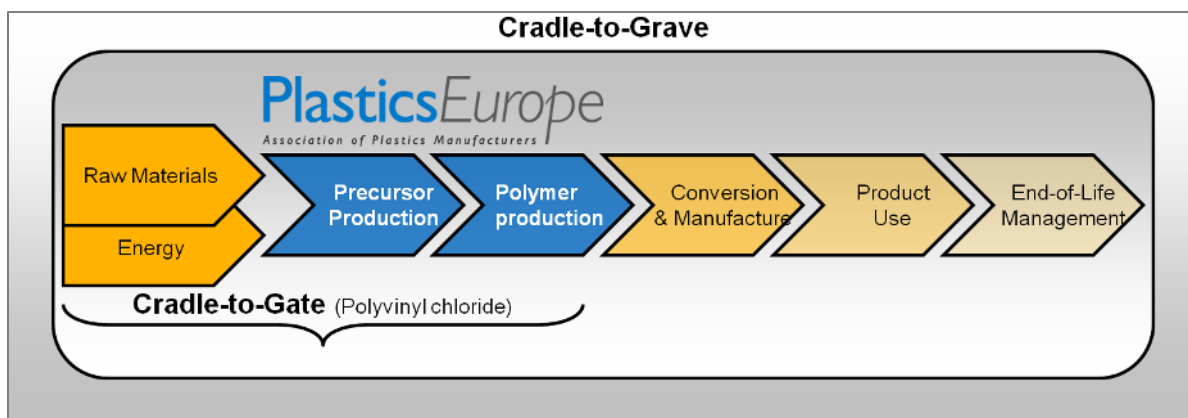 Cradle-to-Grave
PlasticsEurope
Association of Plastics Manufacturers
Raw Materials
Energy
Precursor
Production
Polymer
production
Conversion
& Manufacture
Product
Use
End-of-Life
Management
Cradle-to-Gate (Polyvinyl chloride)